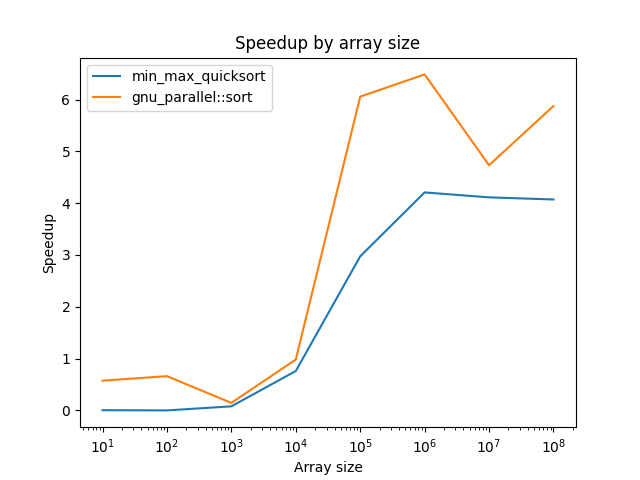 Speedup by array size
min_max_quicksort
gnu_parallel::sort
Speedup
6
5
4
3
2
1
0
10¹ 10² 10³ 10⁴ 10⁵ 10⁶ 10⁷ 10⁸
Array size